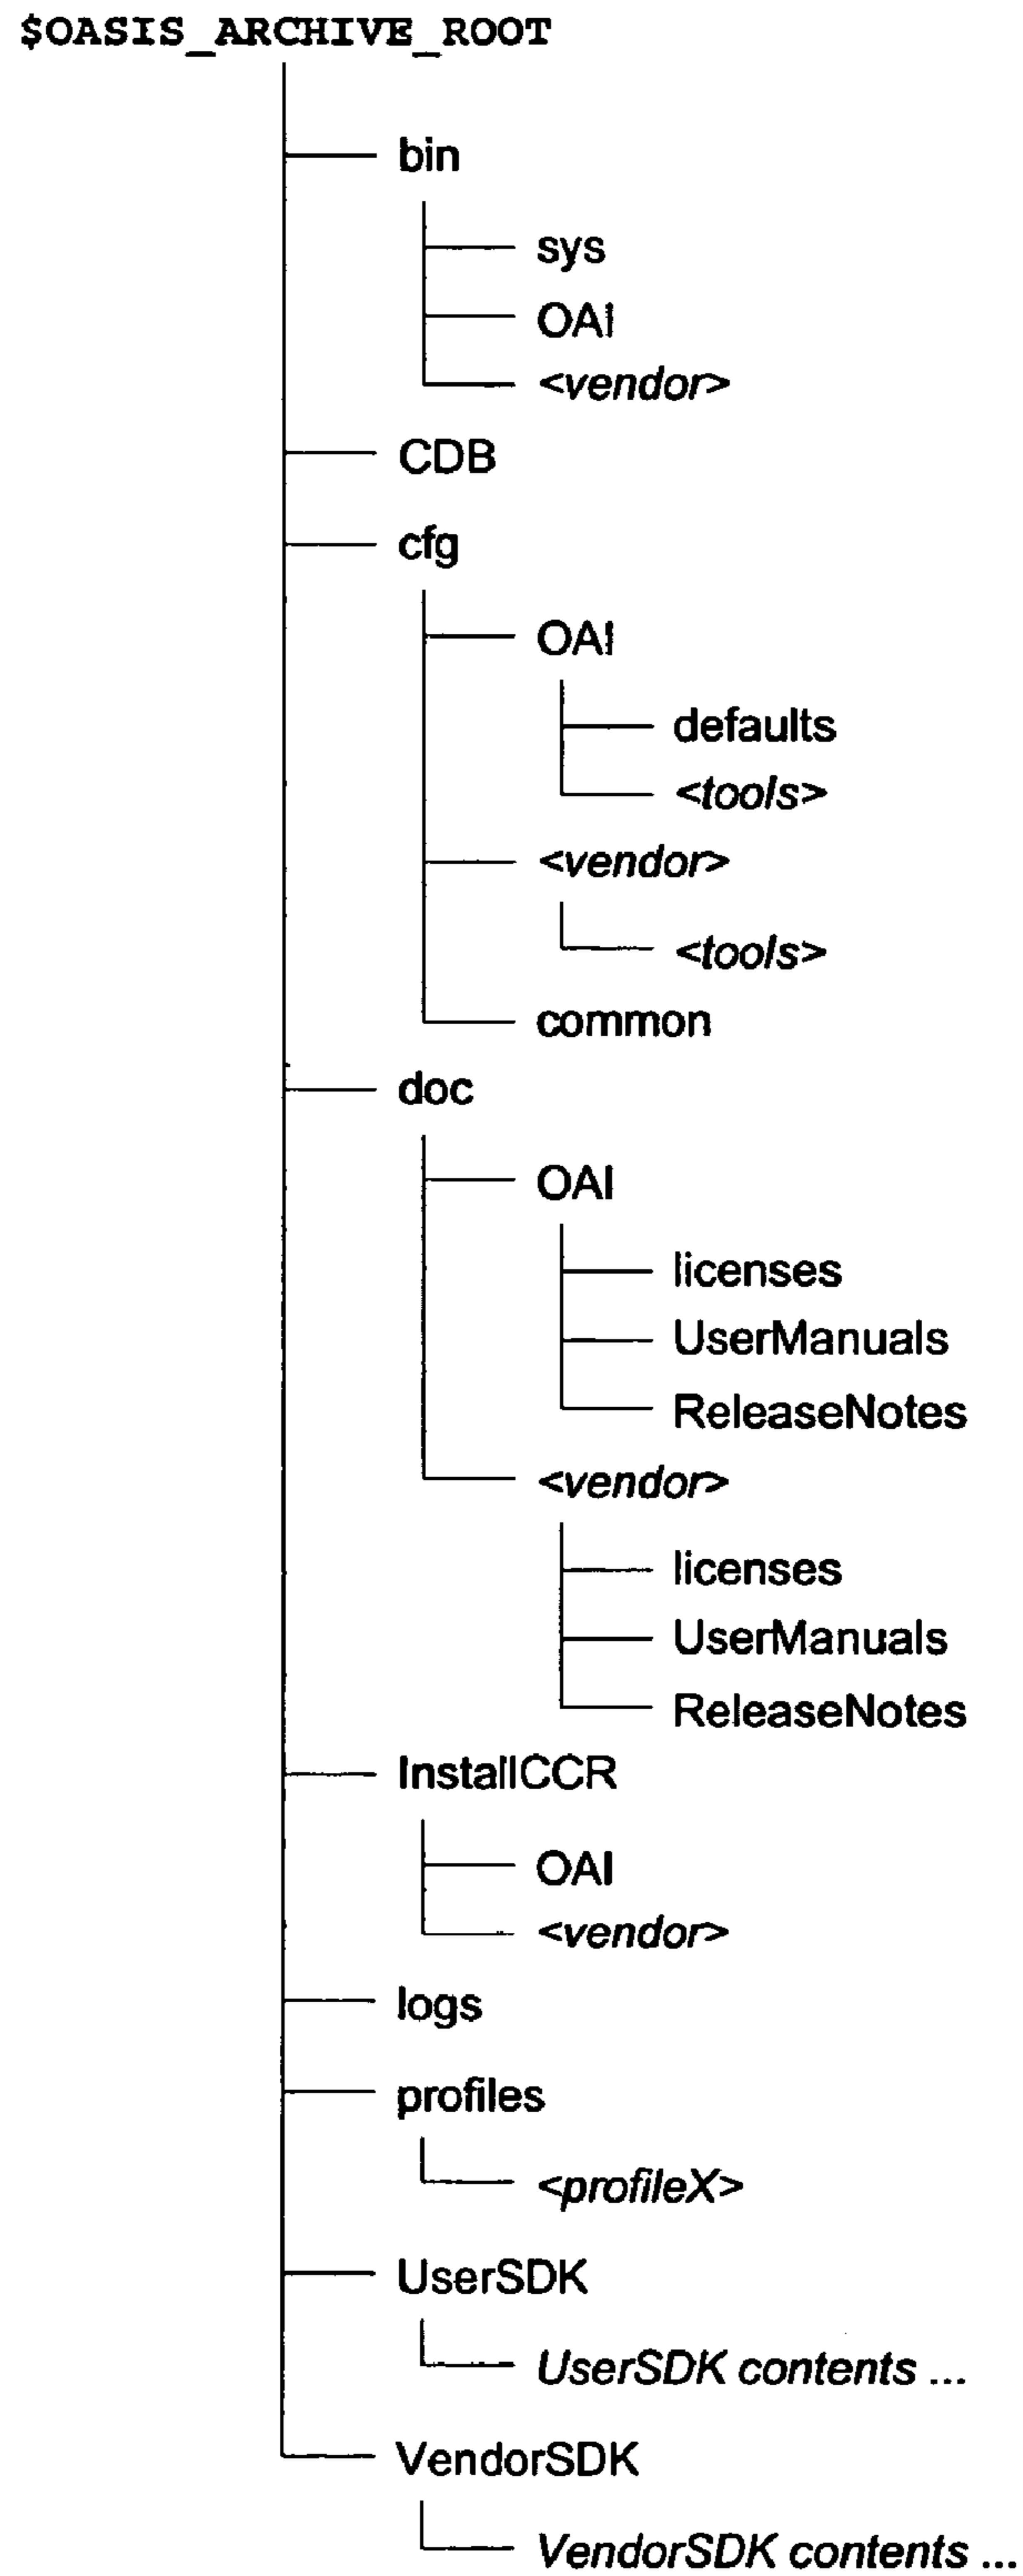 $OASIS_ARCHIVE_ROOT
bin
sys
OAI
<vendor>
CDB
cfg
OAI
defaults
<tools>
<vendor>
<tools>
common
doc
OAI
licenses
UserManuals
ReleaseNotes
<vendor>
licenses
UserManuals
ReleaseNotes
InstallCCR
OAI
<vendor>
logs
profiles
<profileX>
UserSDK
UserSDK contents ...
VendorSDK
VendorSDK contents ...